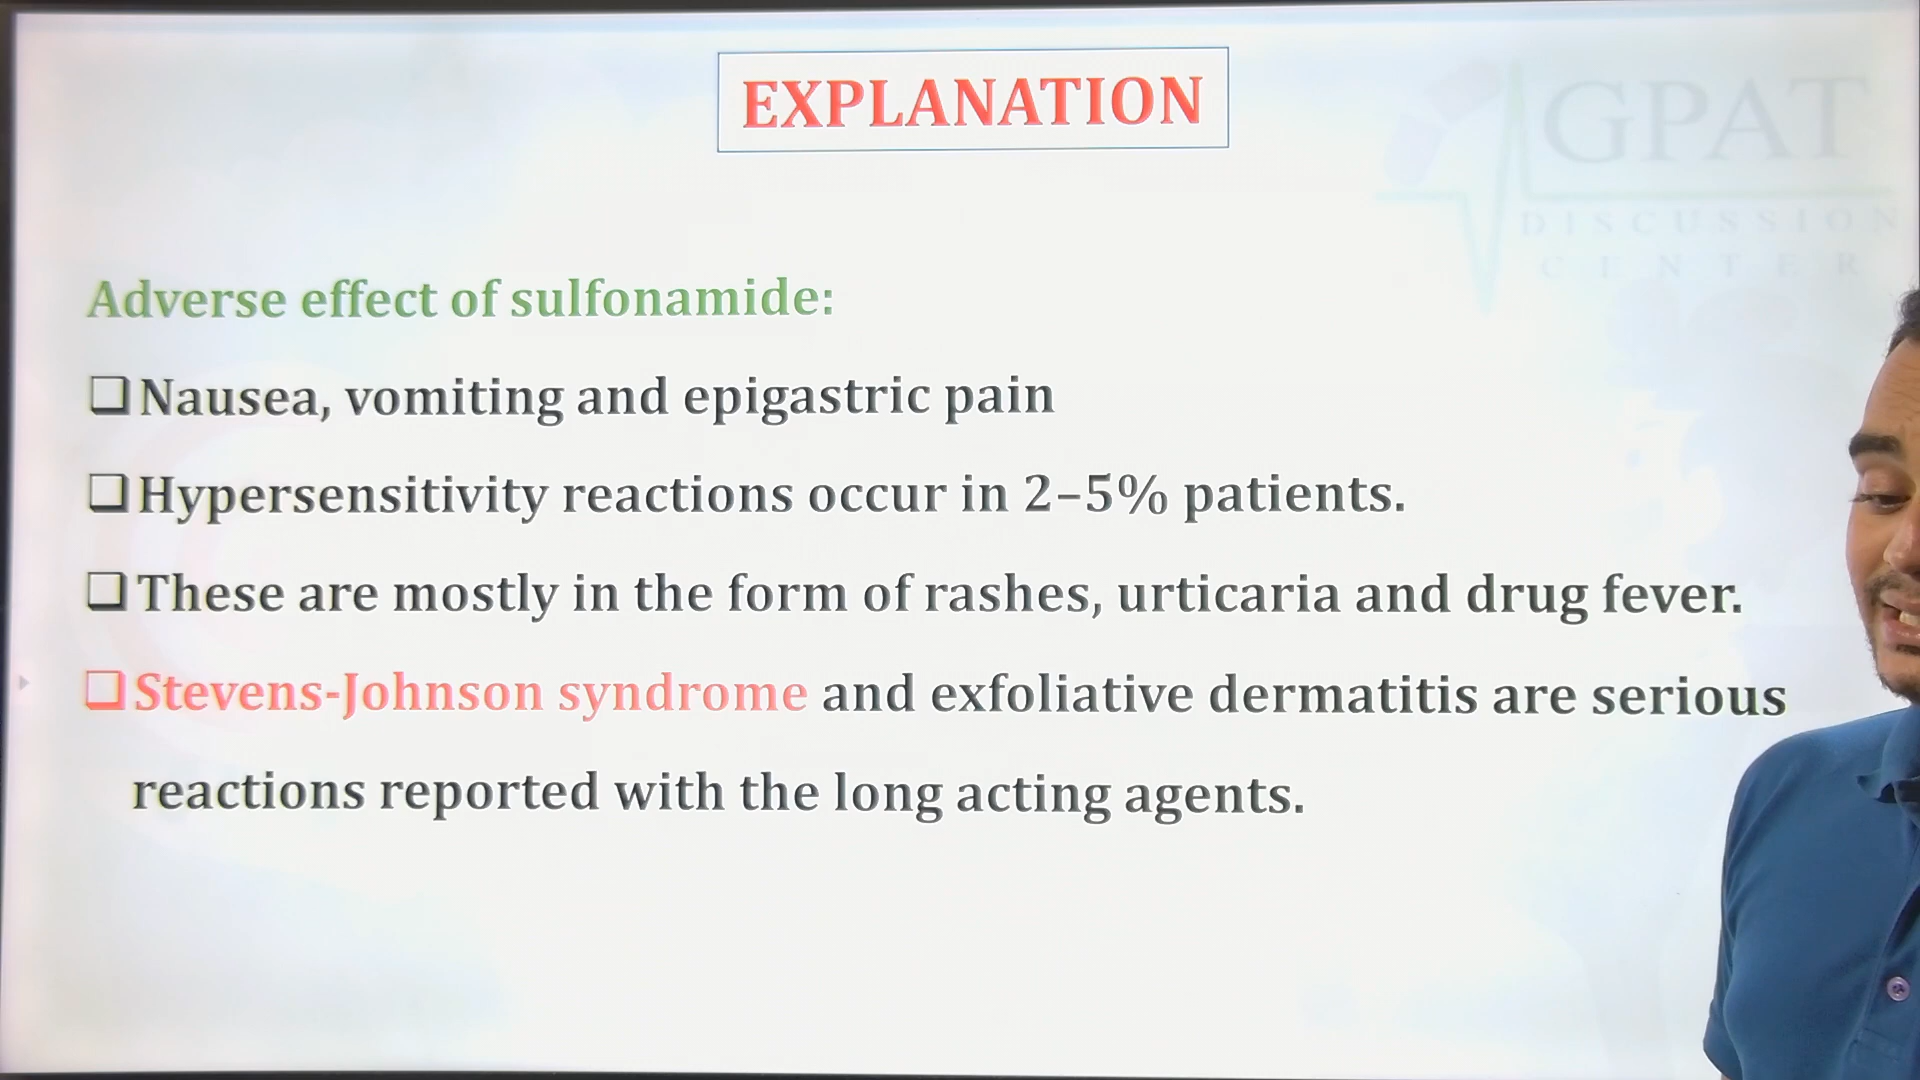 EXPLANATION
GPAT
DISCUSSION
CENTER
Adverse effect of sulfonamide:
❑Nausea, vomiting and epigastric pain
❑Hypersensitivity reactions occur in 2–5% patients.
❑These are mostly in the form of rashes, urticaria and drug fever.
❑Stevens-Johnson syndrome and exfoliative dermatitis are serious
reactions reported with the long acting agents.